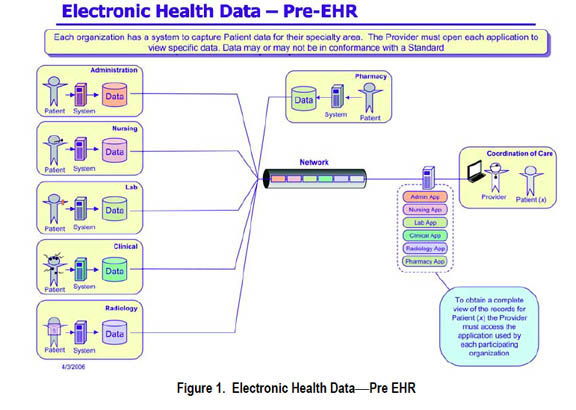 Electronic Health Data – Pre-EHR
Each organization has a system to capture Patient data for their specialty area. The Provider must open each application to
view specific data. Data may or may not be in conformance with a Standard
Administration
Data
Patient
System
Nursing
Data
Patient
System
Lab
Data
Patient
System
Clinical
Data
Patient
System
Radiology
Data
Patient
System
Pharmacy
Data
System
Patient
Network
Coordination of Care
Provider
Patient (x)
Admin App
Nursing App
Lab App
Clinical App
Radiology App
Pharmacy App
To obtain a complete
view of the records for
Patient (x) the Provider
must access the
application used by
each participating
organization
4/3/2006
Figure 1. Electronic Health Data—Pre EHR